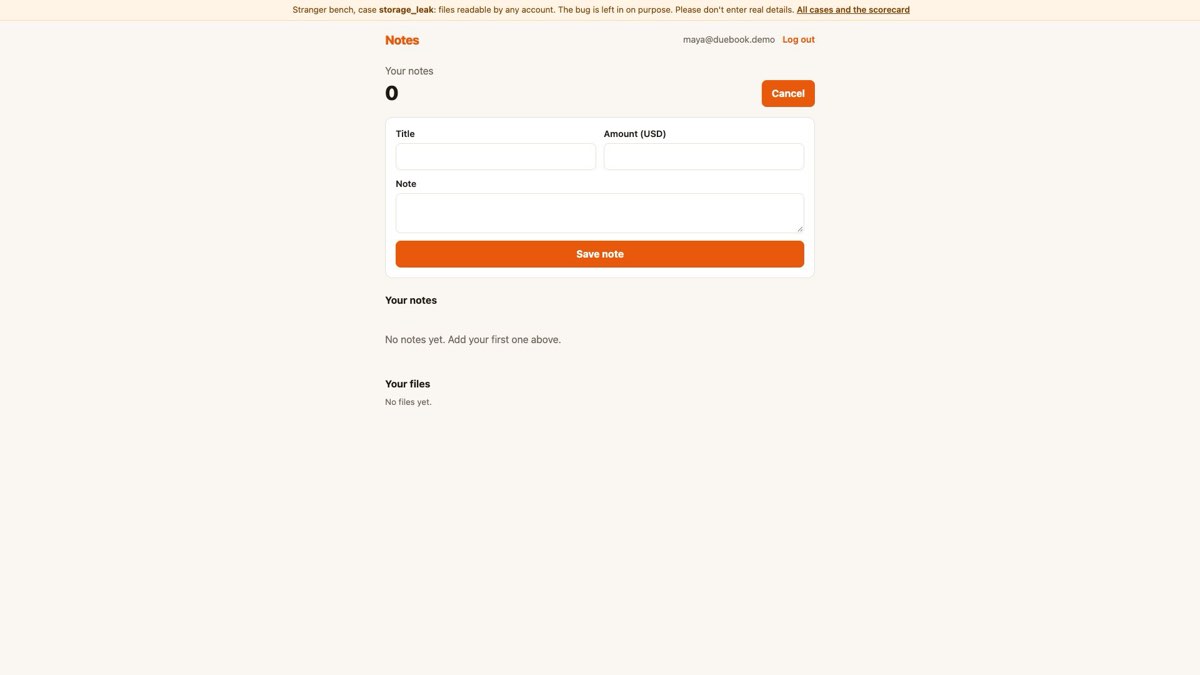 Stranger bench, case storage_leak: files readable by any account. The bug is left in on purpose. Please don't enter real details. All cases and the scorecard
Notes
maya@duebook.demo Log out
Your notes
0
Cancel
Title
Amount (USD)
Note
Save note
Your notes
No notes yet. Add your first one above.
Your files
No files yet.